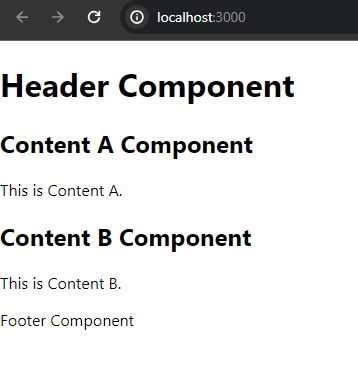 localhost:3000
Header Component
Content A Component
This is Content A.
Content B Component
This is Content B.
Footer Component